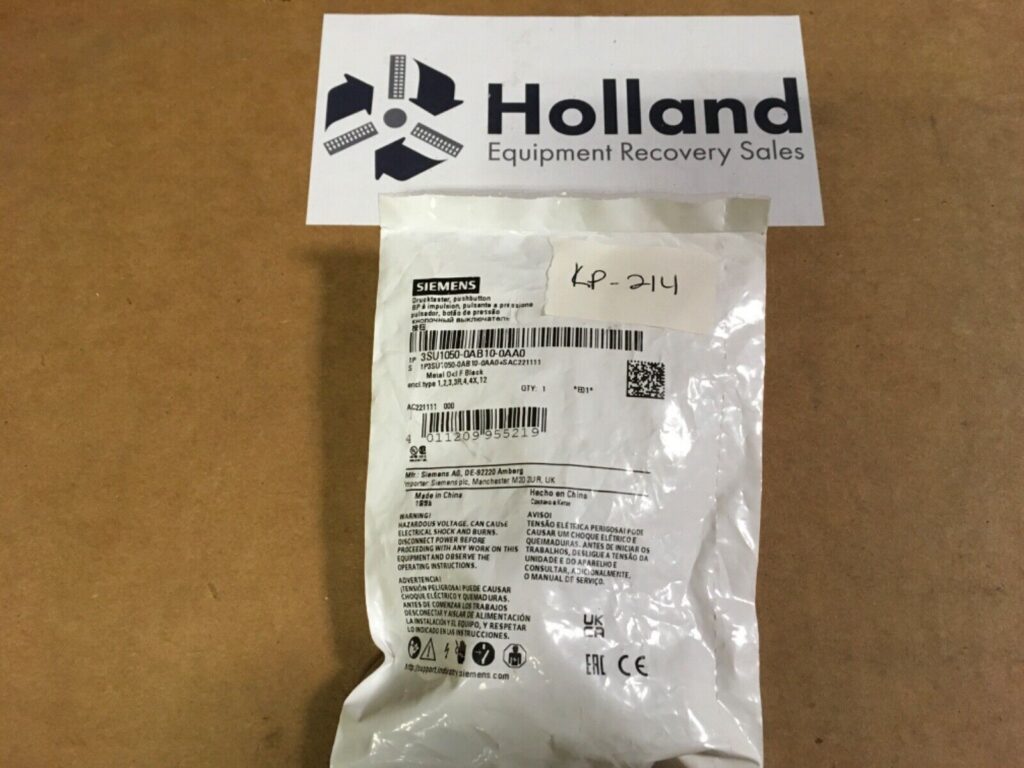 Holland
Equipment Recovery Sales
KP-214
SIEMENS
Drucktaster, pushbutton
BP à impulsion, pulsante a pressione
pulsador, botão de pressão
кнопочный выключатель
按钮
1P 3SU1050-0AB10-0AA0
S 1P3SU1050-0AB10-0AA0+SAC221111
Metal Black
encl.type 1,2,3,3R,4,4X,12
QTY: 1 *E01*
AC221111 000
4 011209 955219
Mfr.: Siemens AG, DE-92220 Amberg
Importer: Siemens plc, Manchester M20 2UR, UK
Made in China
Hecho en China
Сделано в Китае
WARNING!
HAZARDOUS VOLTAGE. CAN CAUSE
ELECTRICAL SHOCK AND BURNS.
DISCONNECT POWER BEFORE
PROCEEDING WITH ANY WORK ON THIS
EQUIPMENT AND OBSERVE THE
OPERATING INSTRUCTIONS.
AVISO!
TENSÃO ELÉTRICA PERIGOSA! PODE
CAUSAR UM CHOQUE ELÉTRICO E
QUEIMADURAS. ANTES DE INICIAR OS
TRABALHOS, DESLIGUE A TENSÃO DA
UNIDADE E DO APARELHO E
CONSULTAR, ADICIONALMENTE,
O MANUAL DE SERVIÇO.
ADVERTENCIA!
¡TENSIÓN PELIGROSA! PUEDE CAUSAR
CHOQUE ELÉCTRICO Y QUEMADURAS.
ANTES DE COMENZAR LOS TRABAJOS
DESCONECTAR Y AISLAR DE ALIMENTACIÓN
LA INSTALACIÓN Y EL EQUIPO, Y RESPETAR
LO INDICADO EN LAS INSTRUCCIONES.
UK
CA
EAC CE
http://support.industry.siemens.com